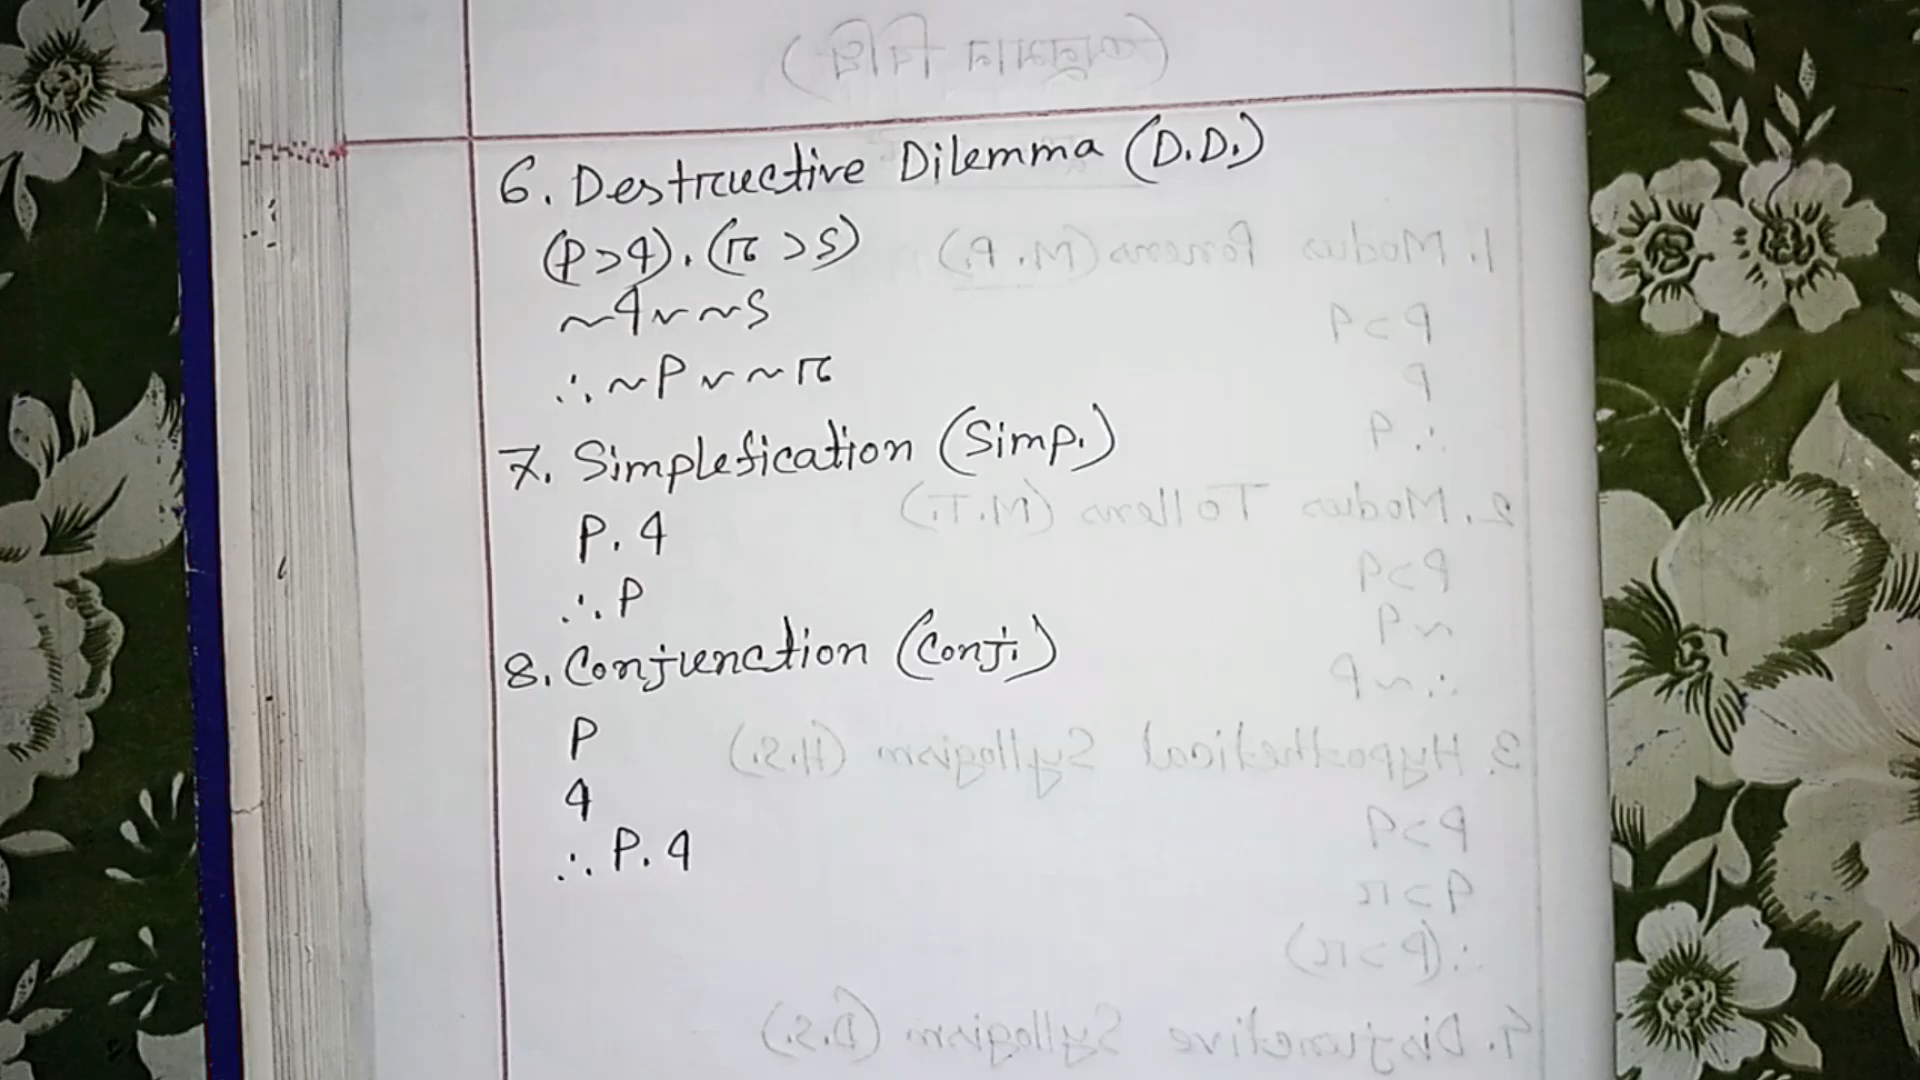 6. Destructive Dilemma (D.D.)
(p⊃q).(r⊃s)
~q v ~s
∴ ~p v ~r
7. Simplefication (Simp.)
P. q
∴ P
8. Conjunction (Conj.)
P
q
∴ P. q